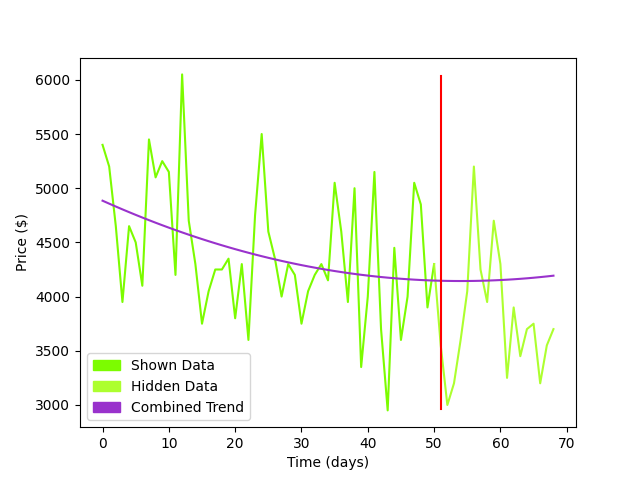 6000
5500
5000
4500
4000
3500
3000
Price ($)
Shown Data
Hidden Data
Combined Trend
0 10 20 30 40 50 60 70
Time (days)